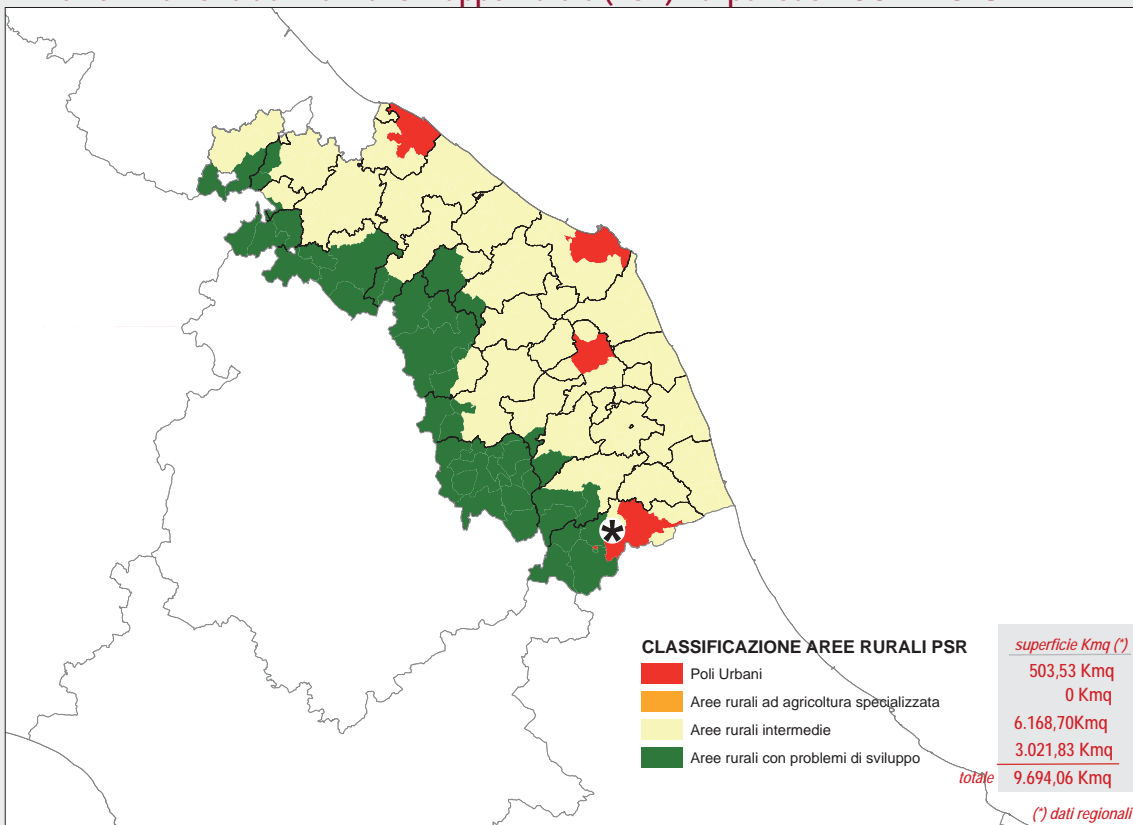 CLASSIFICAZIONE AREE RURALI PSR
superficie Kmq (*)
Poli Urbani
503,53 Kmq
Aree rurali ad agricoltura specializzata
0 Kmq
Aree rurali intermedie
6.168,70Kmq
Aree rurali con problemi di sviluppo
3.021,83 Kmq
totale 9.694,06 Kmq
(*) dati regionali
*